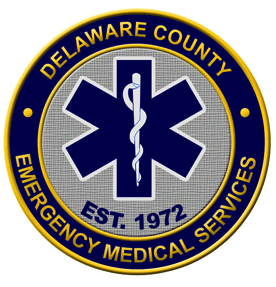 DELAWARE COUNTY
EST. 1972
EMERGENCY MEDICAL SERVICES